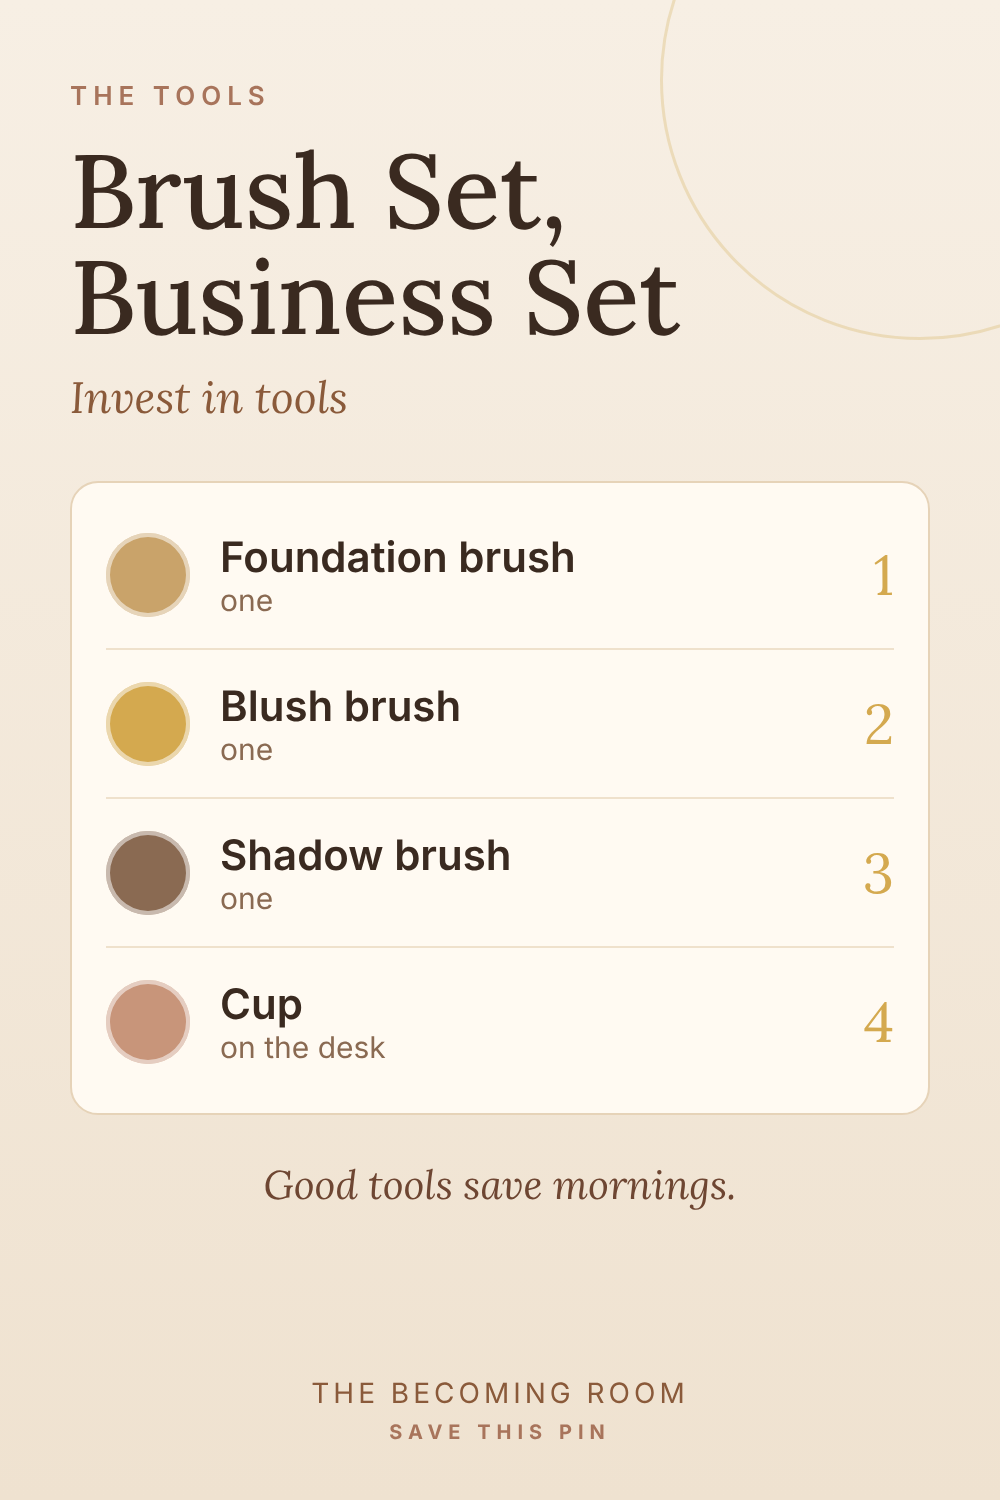 THE TOOLS
Brush Set,
Business Set
Invest in tools
Foundation brush
one
1
Blush brush
one
2
Shadow brush
one
3
Cup
on the desk
4
Good tools save mornings.
THE BECOMING ROOM
SAVE THIS PIN